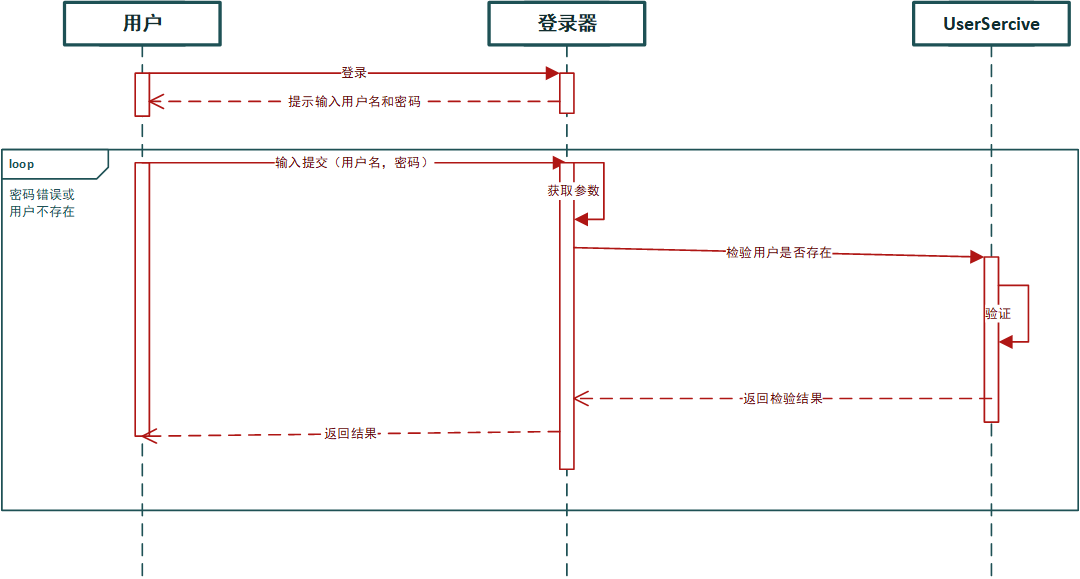 用户
登录器
UserSercive
登录
提示输入用户名和密码
loop
密码错误或
用户不存在
输入提交（用户名，密码）
获取参数
检验用户是否存在
验证
返回检验结果
返回结果